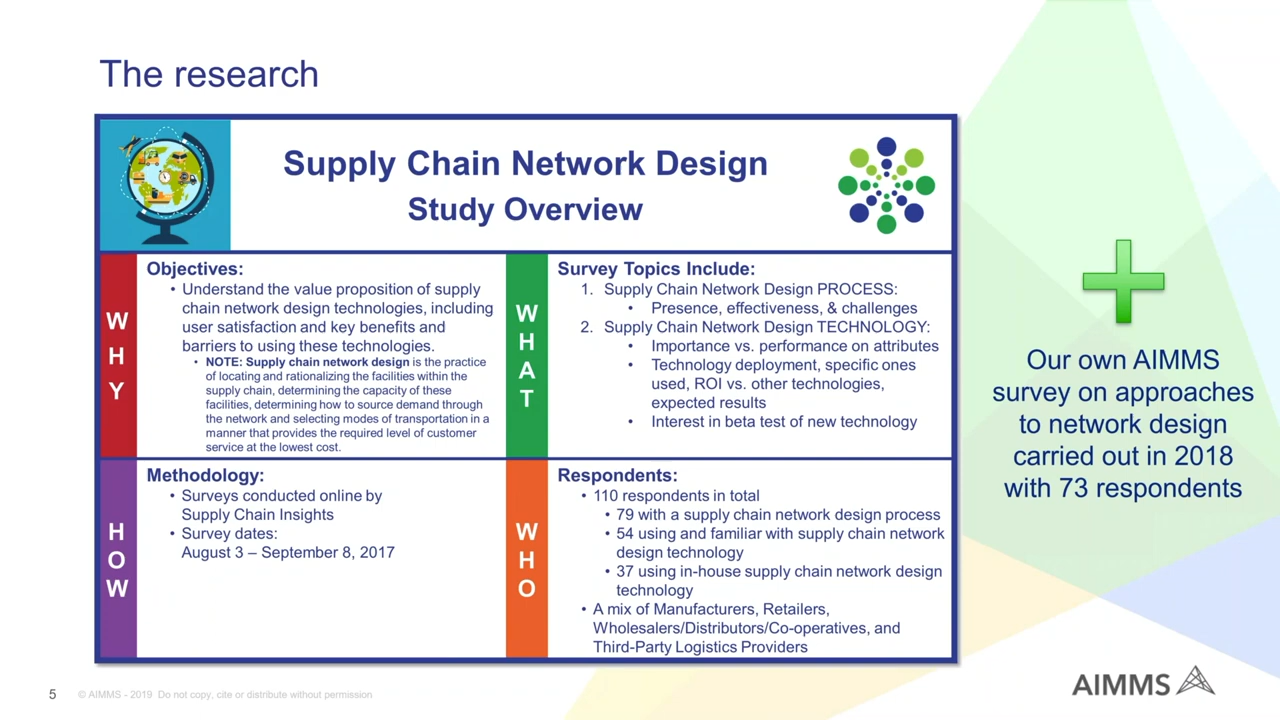 The research
Supply Chain Network Design
Study Overview
WHY
Objectives:
• Understand the value proposition of supply
chain network design technologies, including
user satisfaction and key benefits and
barriers to using these technologies.
• NOTE: Supply chain network design is the practice
of locating and rationalizing the facilities within the
supply chain, determining the capacity of these
facilities, determining how to source demand through
the network and selecting modes of transportation in a
manner that provides the required level of customer
service at the lowest cost.
WHAT
Survey Topics Include:
1. Supply Chain Network Design PROCESS:
• Presence, effectiveness, & challenges
2. Supply Chain Network Design TECHNOLOGY:
• Importance vs. performance on attributes
• Technology deployment, specific ones
used, ROI vs. other technologies,
expected results
• Interest in beta test of new technology
HOW
Methodology:
• Surveys conducted online by
Supply Chain Insights
• Survey dates:
August 3 – September 8, 2017
WHO
Respondents:
• 110 respondents in total
• 79 with a supply chain network design process
• 54 using and familiar with supply chain network
design technology
• 37 using in-house supply chain network design
technology
• A mix of Manufacturers, Retailers,
Wholesalers/Distributors/Co-operatives, and
Third-Party Logistics Providers
Our own AIMMS
survey on approaches
to network design
carried out in 2018
with 73 respondents
5 © AIMMS - 2019 Do not copy, cite or distribute without permission
AIMMS